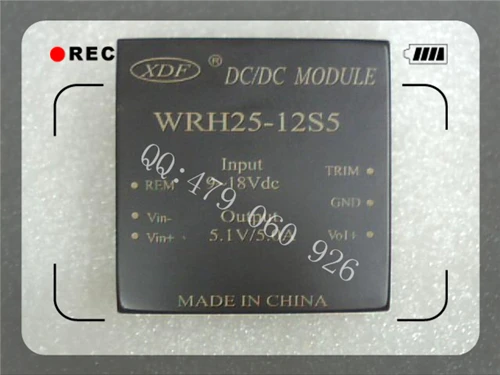 REC
XDF ® DC/DC MODULE
WRH25-12S5
Input
9-18Vdc
Output
5.1V/5.0A
REM
Vin-
Vin+
TRIM
GND
Vo1+
QQ:479 060 926
MADE IN CHINA